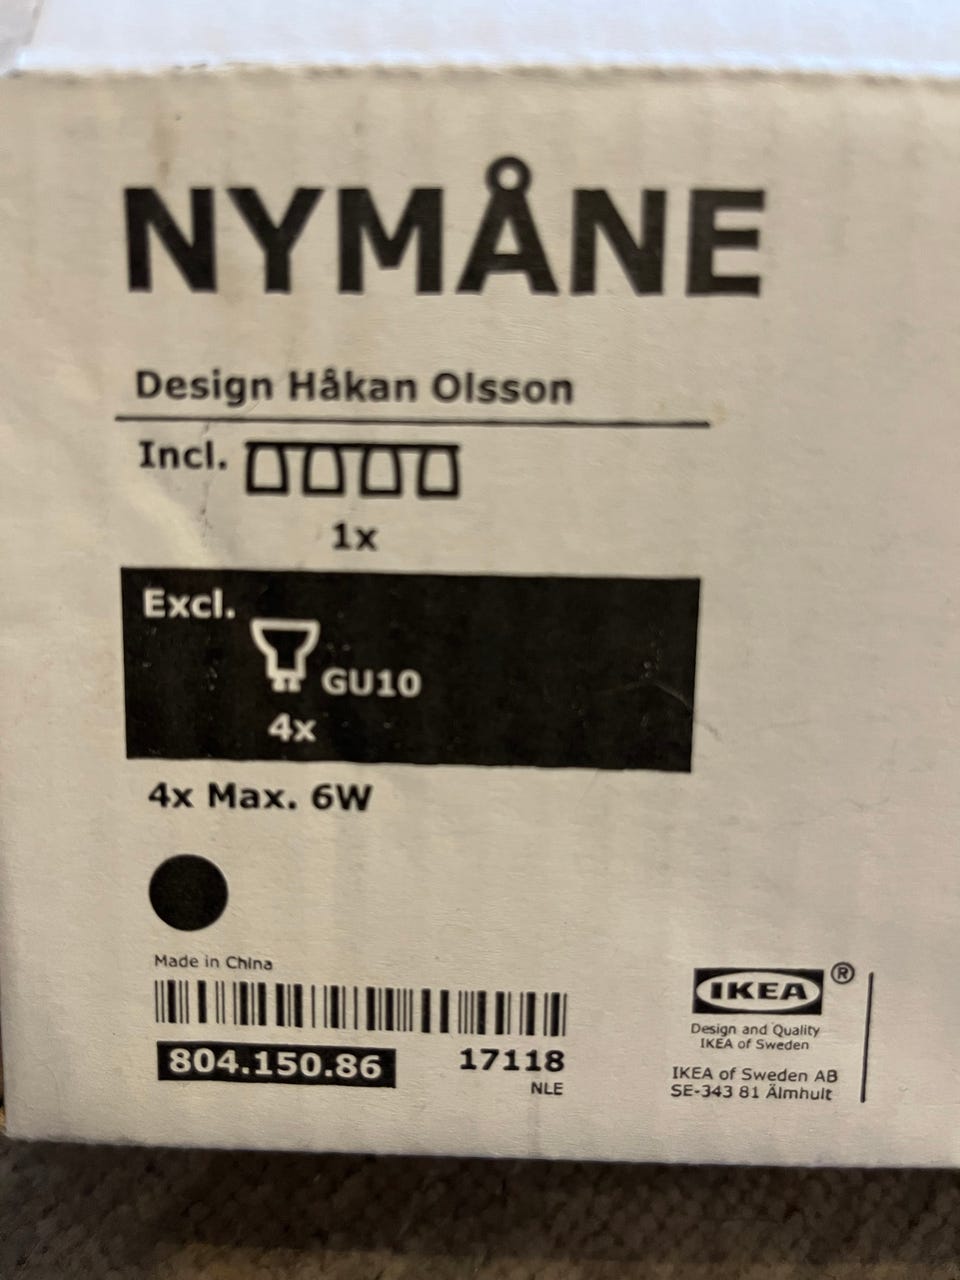 NYMÅNE
Design Håkan Olsson
Incl.
1x
Excl.
GU10
4x
4x Max. 6W
Made in China
804.150.86
17118
NLE
IKEA ®
Design and Quality
IKEA of Sweden
IKEA of Sweden AB
SE-343 81 Älmhult